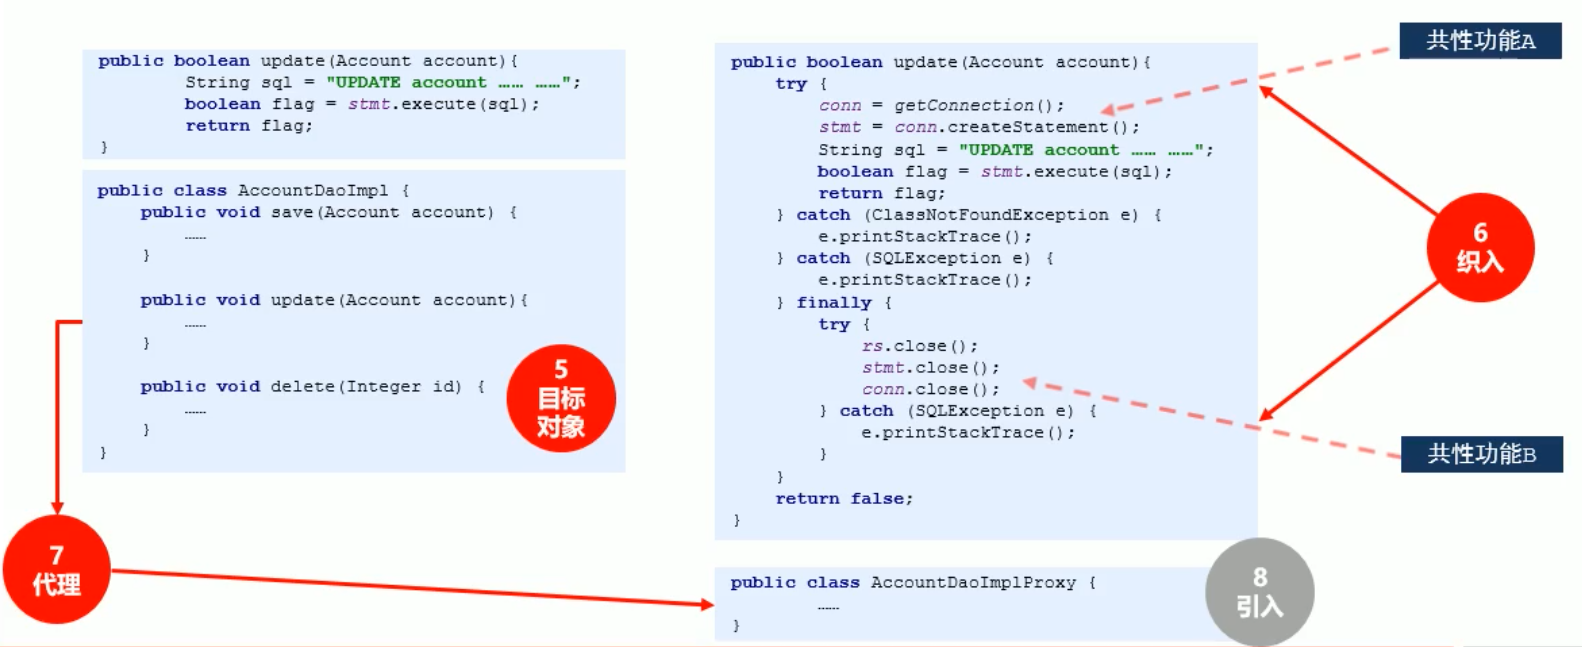 public boolean update(Account account){
String sql = "UPDATE account …… ……";
boolean flag = stmt.execute(sql);
return flag;
}
public class AccountDaoImpl {
public void save(Account account) {
……
}
public void update(Account account){
……
}
public void delete(Integer id) {
……
}
}
5
目标
对象
7
代理
public boolean update(Account account){
try {
conn = getConnection();
stmt = conn.createStatement();
String sql = "UPDATE account …… ……";
boolean flag = stmt.execute(sql);
return flag;
} catch (ClassNotFoundException e) {
e.printStackTrace();
} catch (SQLException e) {
e.printStackTrace();
} finally {
try {
rs.close();
stmt.close();
conn.close();
} catch (SQLException e) {
e.printStackTrace();
}
}
return false;
}
public class AccountDaoImplProxy {
……
}
8
引入
共性功能A
6
织入
共性功能B